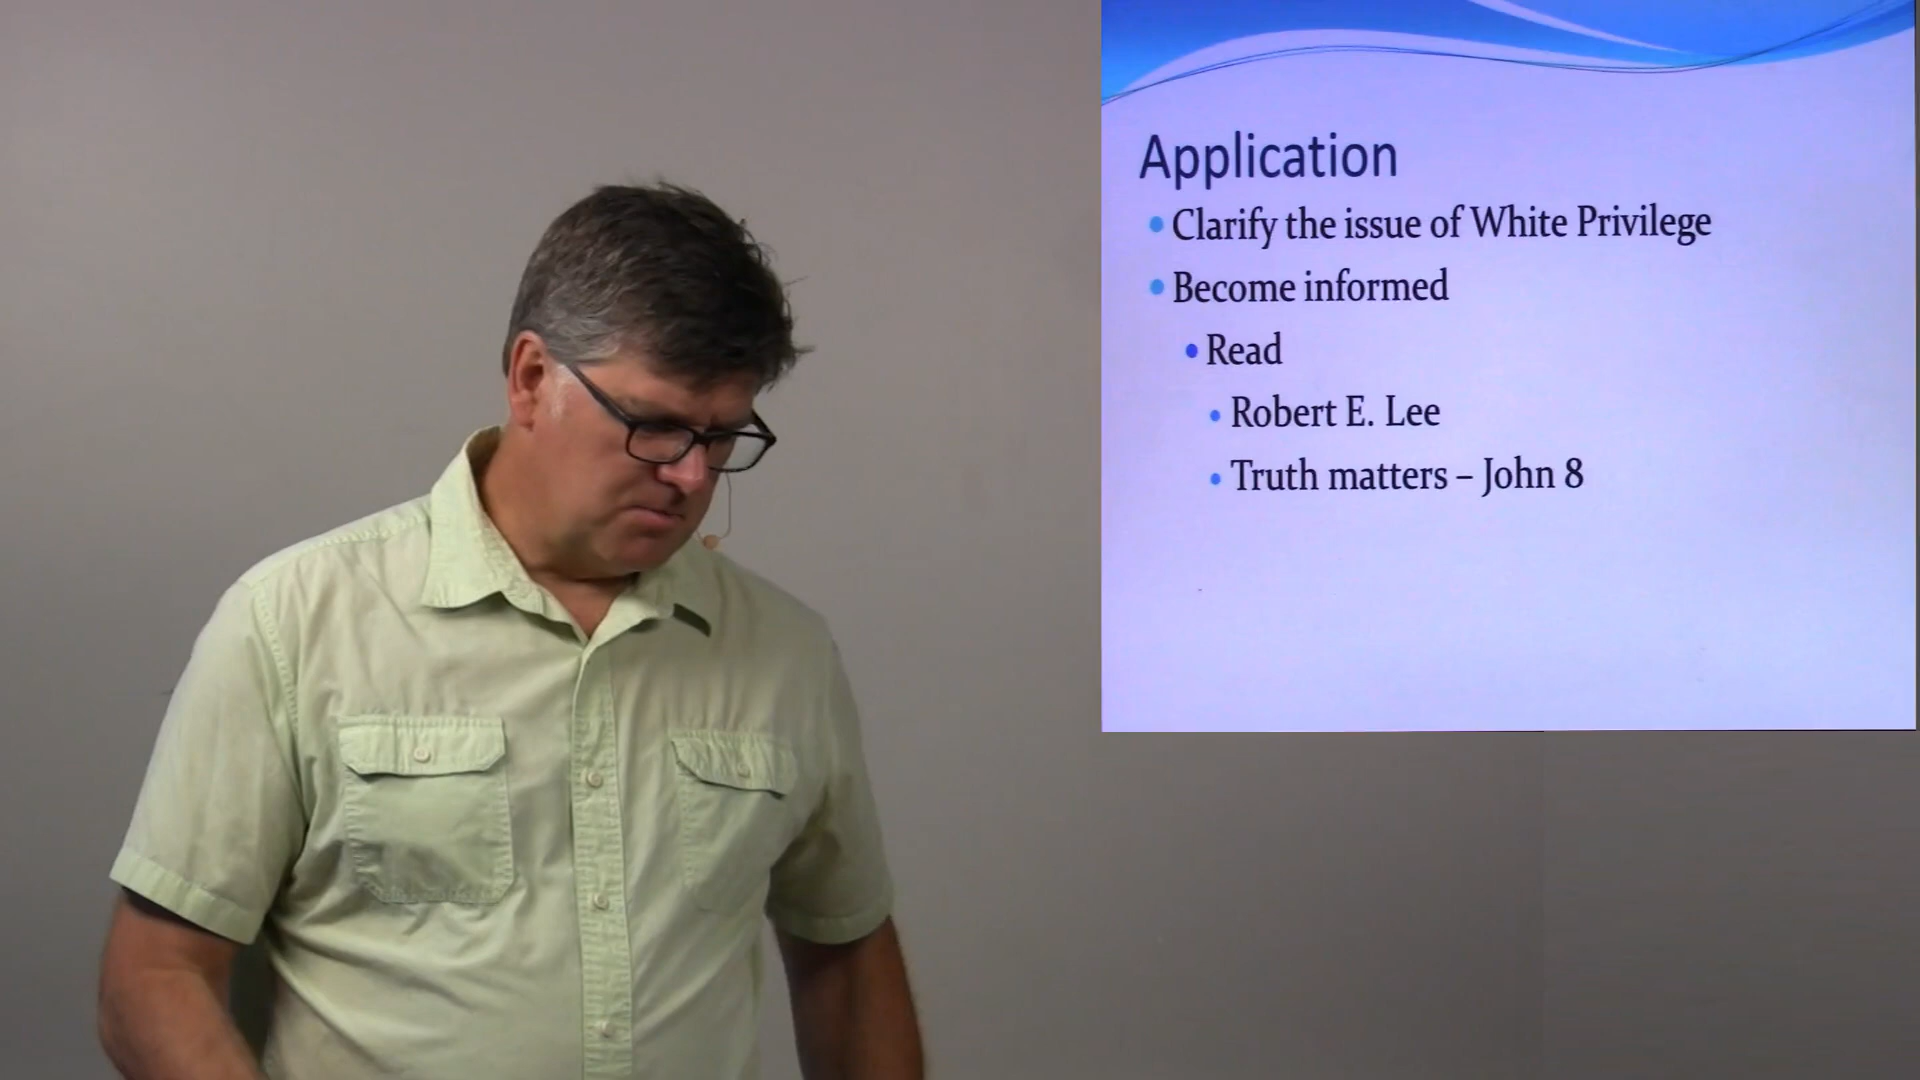 Application
Clarify the issue of White Privilege
Become informed
Read
Robert E. Lee
Truth matters – John 8